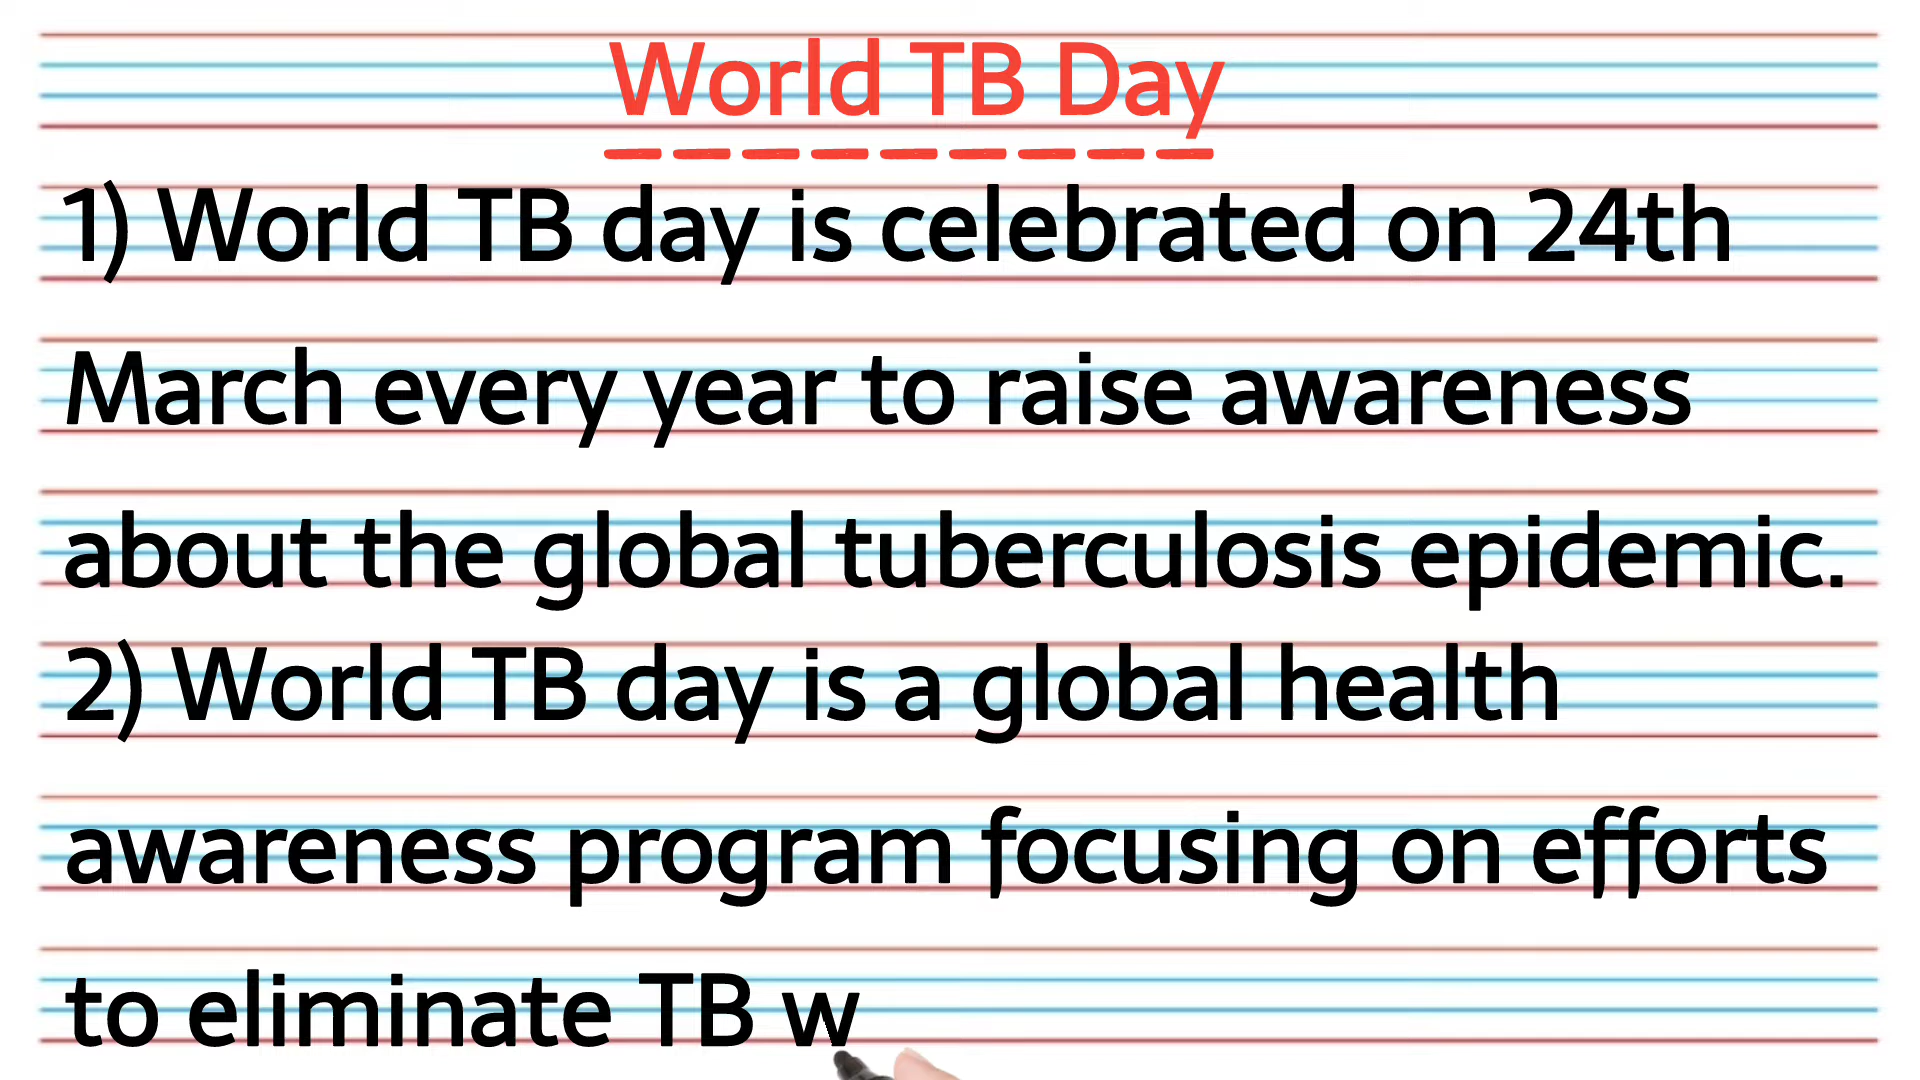 World TB Day
1) World TB day is celebrated on 24th
March every year to raise awareness
about the global tuberculosis epidemic.
2) World TB day is a global health
awareness program focusing on efforts
to eliminate TB w